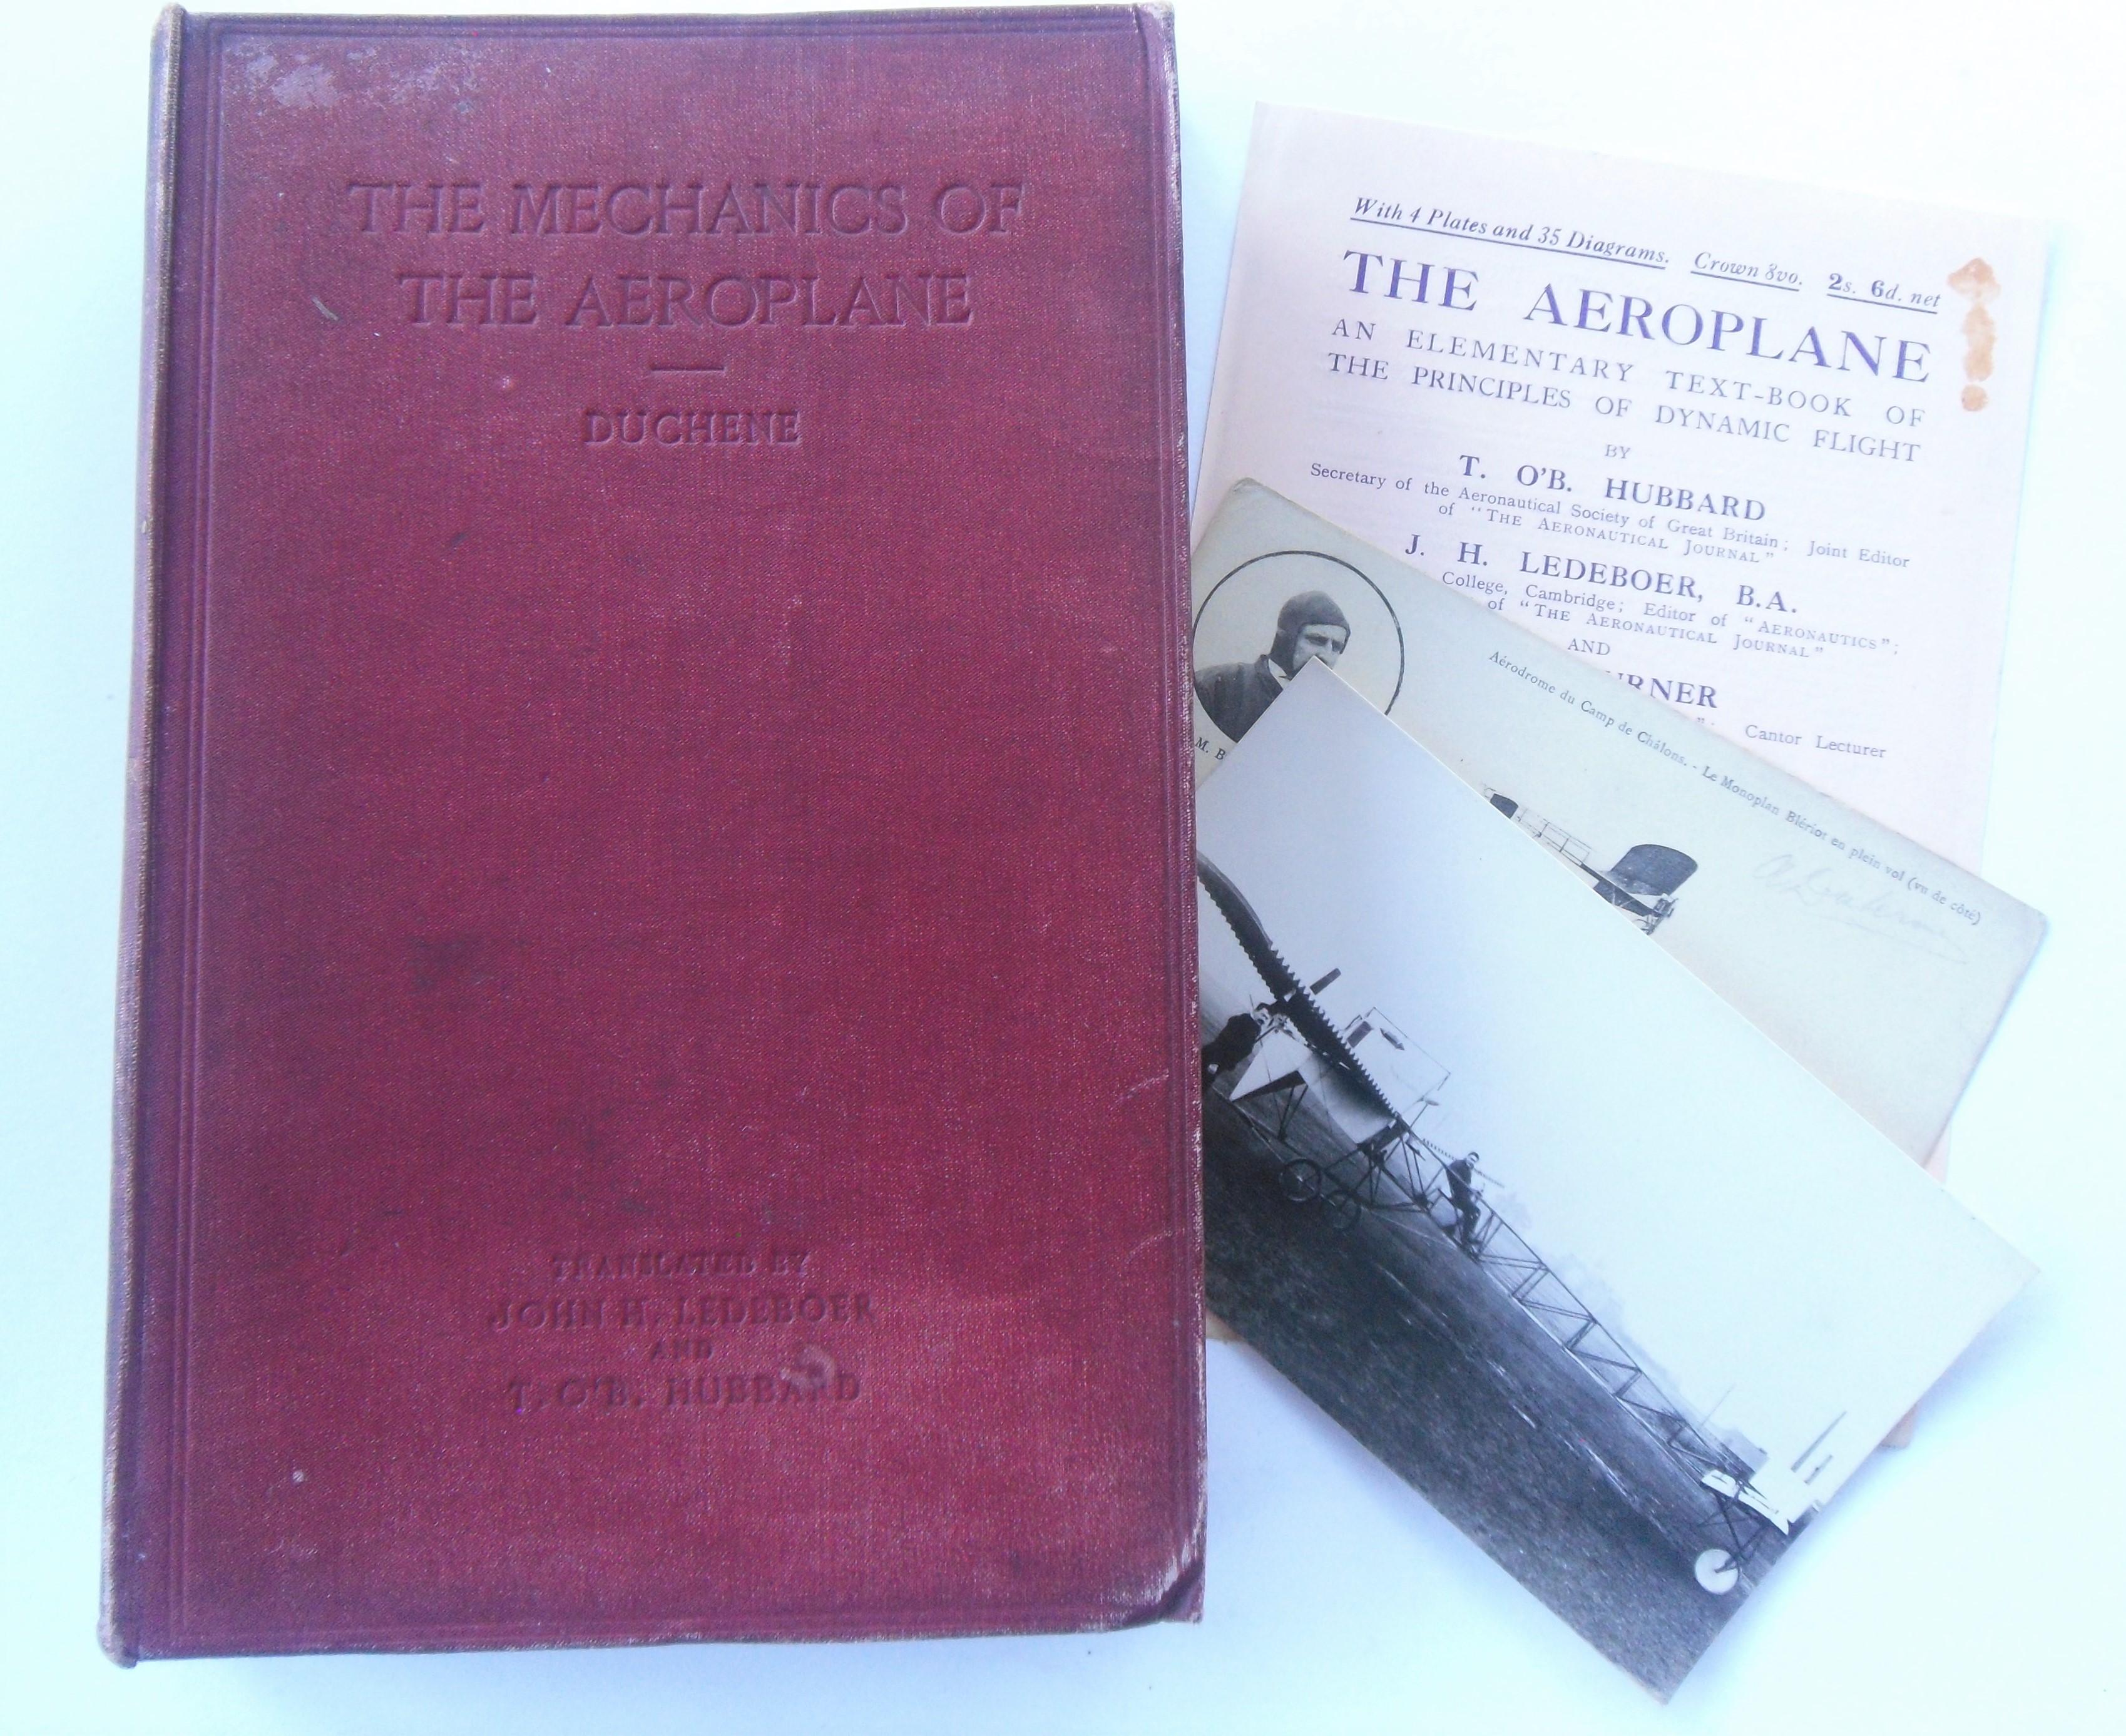 THE MECHANICS OF
THE AEROPLANE
DUCHENE
TRANSLATED BY
JOHN H. LEDEBOER
AND
T. O'B. HUBBARD
With 4 Plates and 35 Diagrams. Crown 8vo. 2s. 6d. net
THE AEROPLANE
AN ELEMENTARY TEXT-BOOK OF
THE PRINCIPLES OF DYNAMIC FLIGHT
BY
T. O'B. HUBBARD
Secretary of the Aeronautical Society of Great Britain; Joint Editor
of "THE AERONAUTICAL JOURNAL"
J. H. LEDEBOER, B.A.
College, Cambridge; Editor of "AERONAUTICS";
of "THE AERONAUTICAL JOURNAL"
AND
URNER
"; Cantor Lecturer
Aérodrome du Camp de Châlons. - Le Monoplan Blériot en plein vol (vu de côté)
M. B